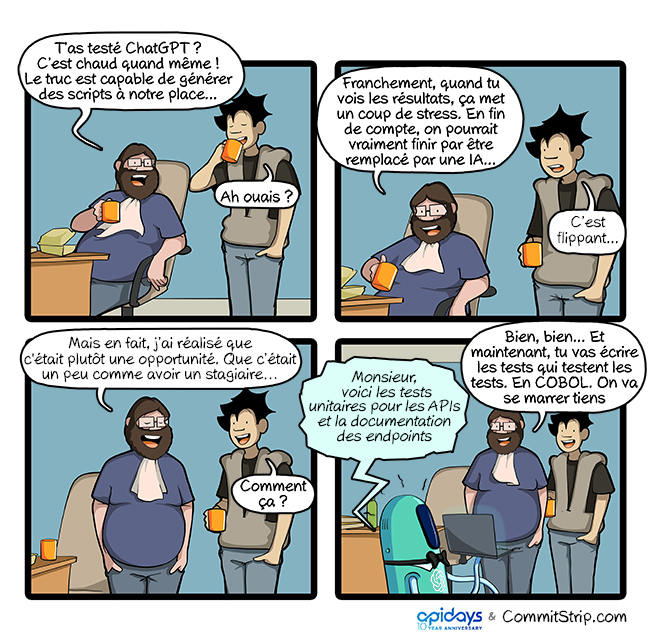 T'as testé ChatGPT ?
C'est chaud quand même !
Le truc est capable de générer
des scripts à notre place...
Ah ouais ?
Franchement, quand tu
vois les résultats, ça met
un coup de stress. En fin
de compte, on pourrait
vraiment finir par être
remplacé par une IA...
C'est
flippant...
Mais en fait, j'ai réalisé que
c'était plutôt une opportunité. Que c'était
un peu comme avoir un stagiaire...
Comment
ça ?
Bien, bien... Et
maintenant, tu vas écrire
les tests qui testent les
tests. En COBOL. On va
se marrer tiens
Monsieur,
voici les tests
unitaires pour les APIs
et la documentation
des endpoints
apidays
10 YEAR ANNIVERSARY
& CommitStrip.com